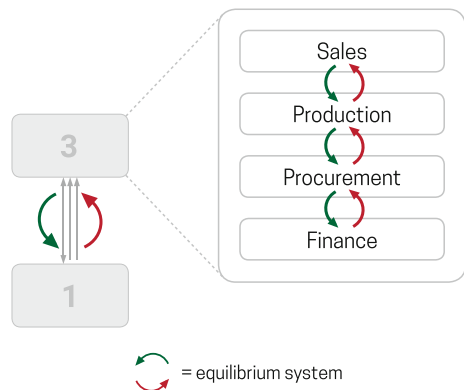 Sales
Production
Procurement
Finance
3
1
= equilibrium system